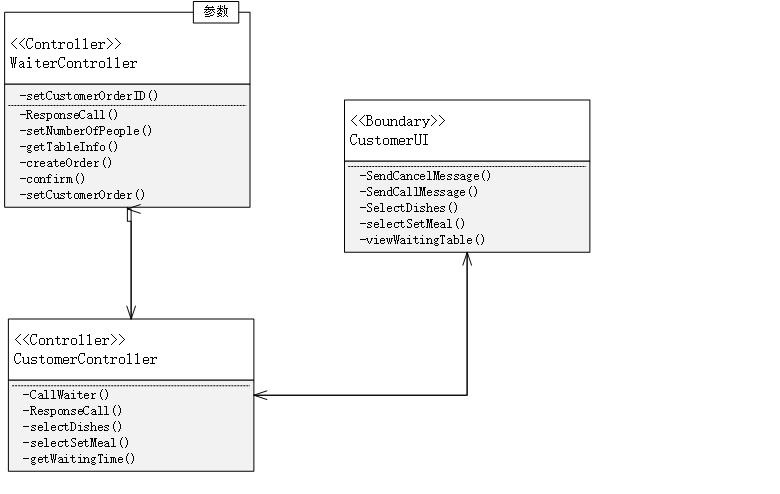 参数
<<Controller>>
WaiterController
-setCustomerOrderID()
-ResponseCall()
-setNumberOfPeople()
-getTableInfo()
-createOrder()
-confirm()
-setCustomerOrder()
<<Boundary>>
CustomerUI
-SendCancelMessage()
-SendCallMessage()
-SelectDishes()
-selectSetMeal()
-viewWaitingTable()
<<Controller>>
CustomerController
-CallWaiter()
-ResponseCall()
-selectDishes()
-selectSetMeal()
-getWaitingTime()